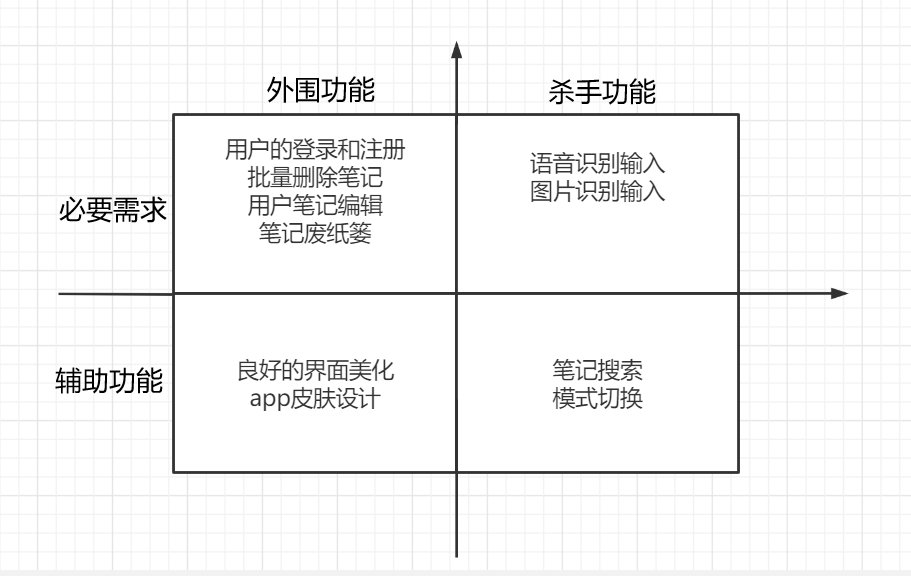 外围功能
杀手功能
必要需求
用户的登录和注册
批量删除笔记
用户笔记编辑
笔记废纸篓
语音识别输入
图片识别输入
辅助功能
良好的界面美化
app皮肤设计
笔记搜索
模式切换